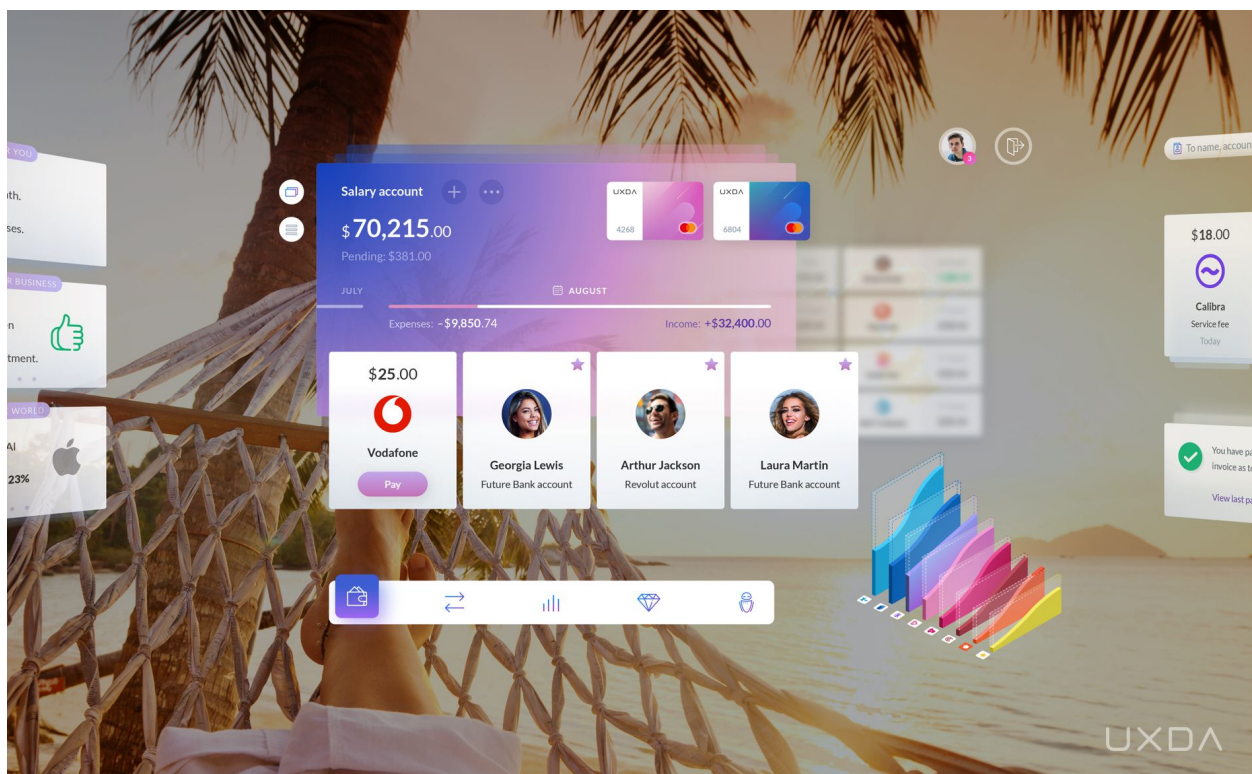 YOU
th.
ses.
R BUSINESS
n
tment.
WORLD
AI
23%
Salary account
$70,215.00
Pending: $381.00
UXDA
4268
UXDA
6804
JULY
AUGUST
Expenses: -$9,850.74
Income: +$32,400.00
$25.00
Vodafone
Pay
Georgia Lewis
Future Bank account
Arthur Jackson
Revolut account
Laura Martin
Future Bank account
3
To name, accoun
$18.00
Calibra
Service fee
Today
You have pa
invoice as to
View last pa
UXDA